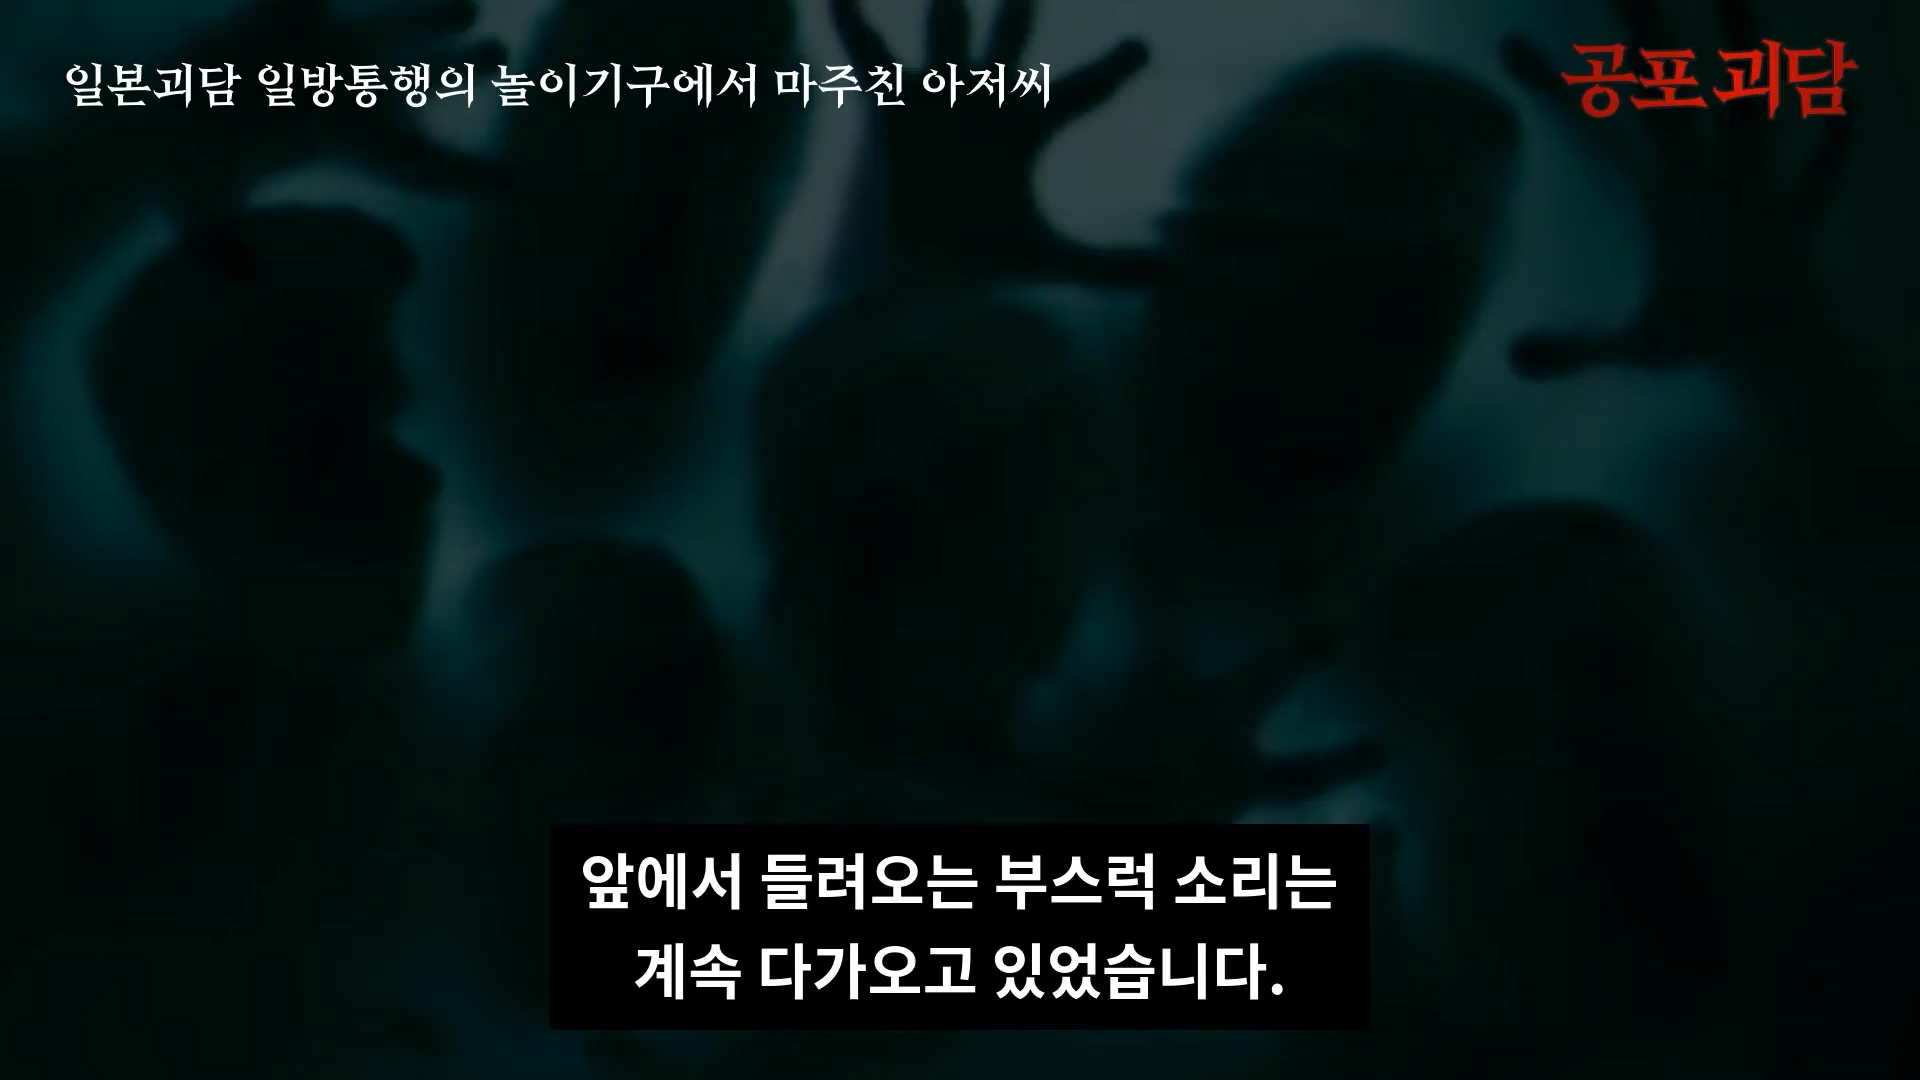 일본괴담 일방통행의 놀이기구에서 마주친 아저씨
공포 괴담
앞에서 들려오는 부스럭 소리는
계속 다가오고 있었습니다.